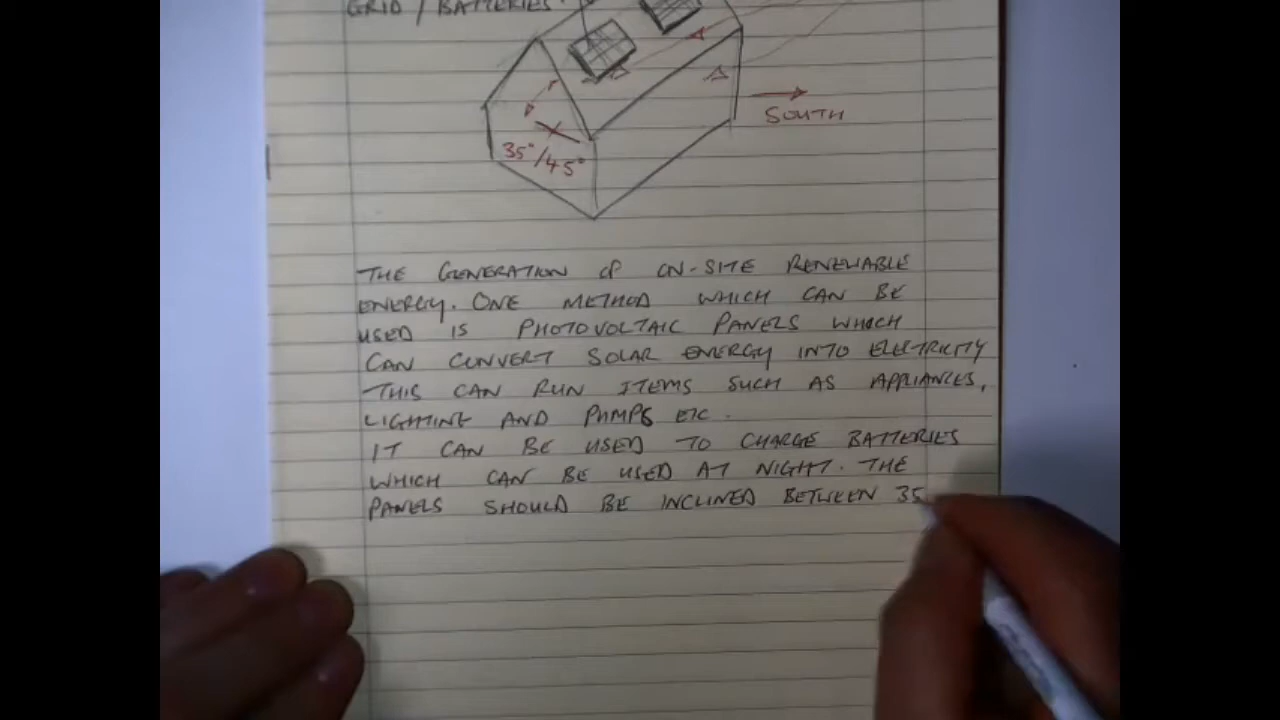 GRID / BATTERIES.
SOUTH
35°/45°
THE GENERATION OF ON-SITE RENEWABLE
ENERGY. ONE METHOD WHICH CAN BE
USED IS PHOTOVOLTAIC PANELS WHICH
CAN CONVERT SOLAR ENERGY INTO ELECTRICITY
THIS CAN RUN ITEMS SUCH AS APPLIANCES,
LIGHTING AND PUMPS ETC.
IT CAN BE USED TO CHARGE BATTERIES
WHICH CAN BE USED AT NIGHT. THE
PANELS SHOULD BE INCLINED BETWEEN 35